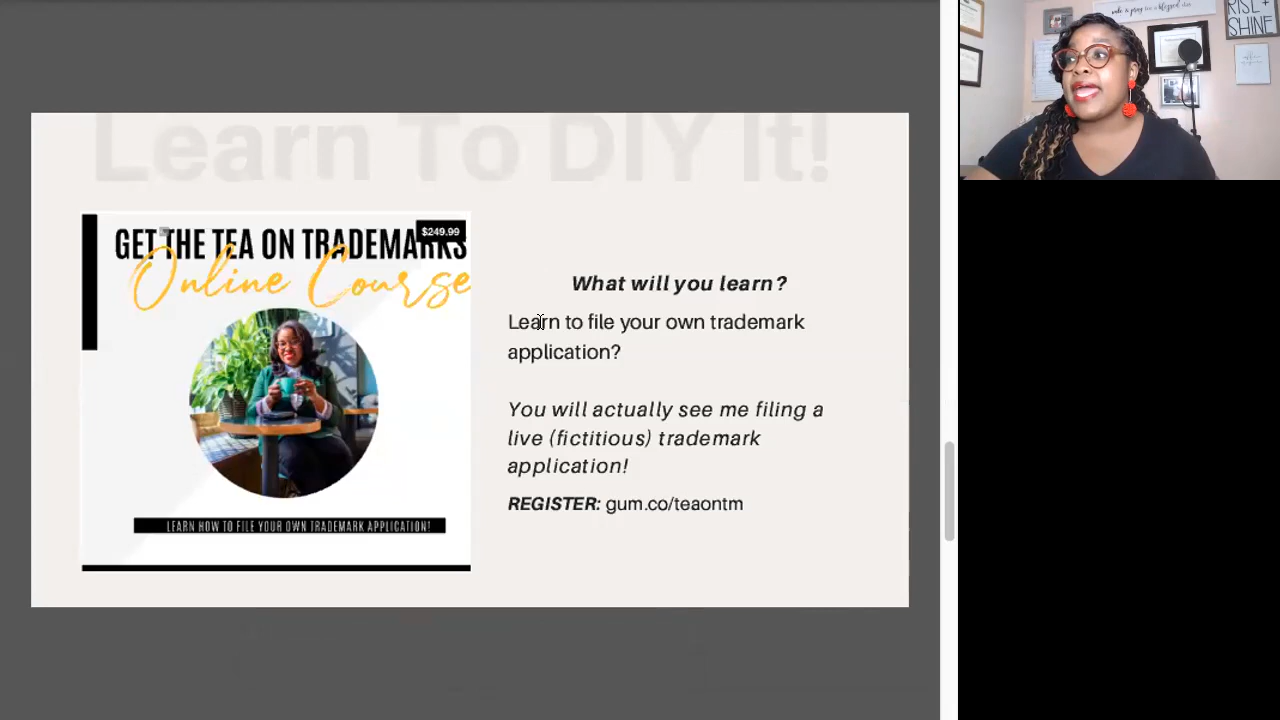 Learn To DIY It!
GET THE TEA ON TRADEMARKS
$249.99
Online Course
LEARN HOW TO FILE YOUR OWN TRADEMARK APPLICATION!
What will you learn?
Learn to file your own trademark
application?
You will actually see me filing a
live (fictitious) trademark
application!
REGISTER: gum.co/teaontm
RISE +
SHINE